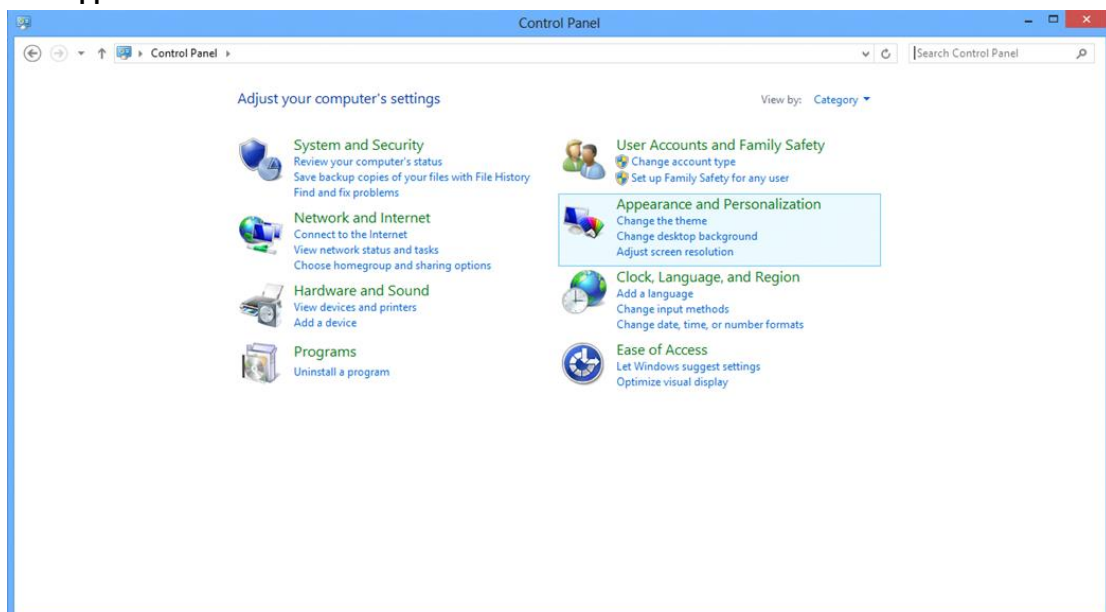 Control Panel
Control Panel
Search Control Panel
Adjust your computer's settings
View by: Category
System and Security
Review your computer's status
Save backup copies of your files with File History
Find and fix problems
Network and Internet
Connect to the Internet
View network status and tasks
Choose homegroup and sharing options
Hardware and Sound
View devices and printers
Add a device
Programs
Uninstall a program
User Accounts and Family Safety
Change account type
Set up Family Safety for any user
Appearance and Personalization
Change the theme
Change desktop background
Adjust screen resolution
Clock, Language, and Region
Add a language
Change input methods
Change date, time, or number formats
Ease of Access
Let Windows suggest settings
Optimize visual display